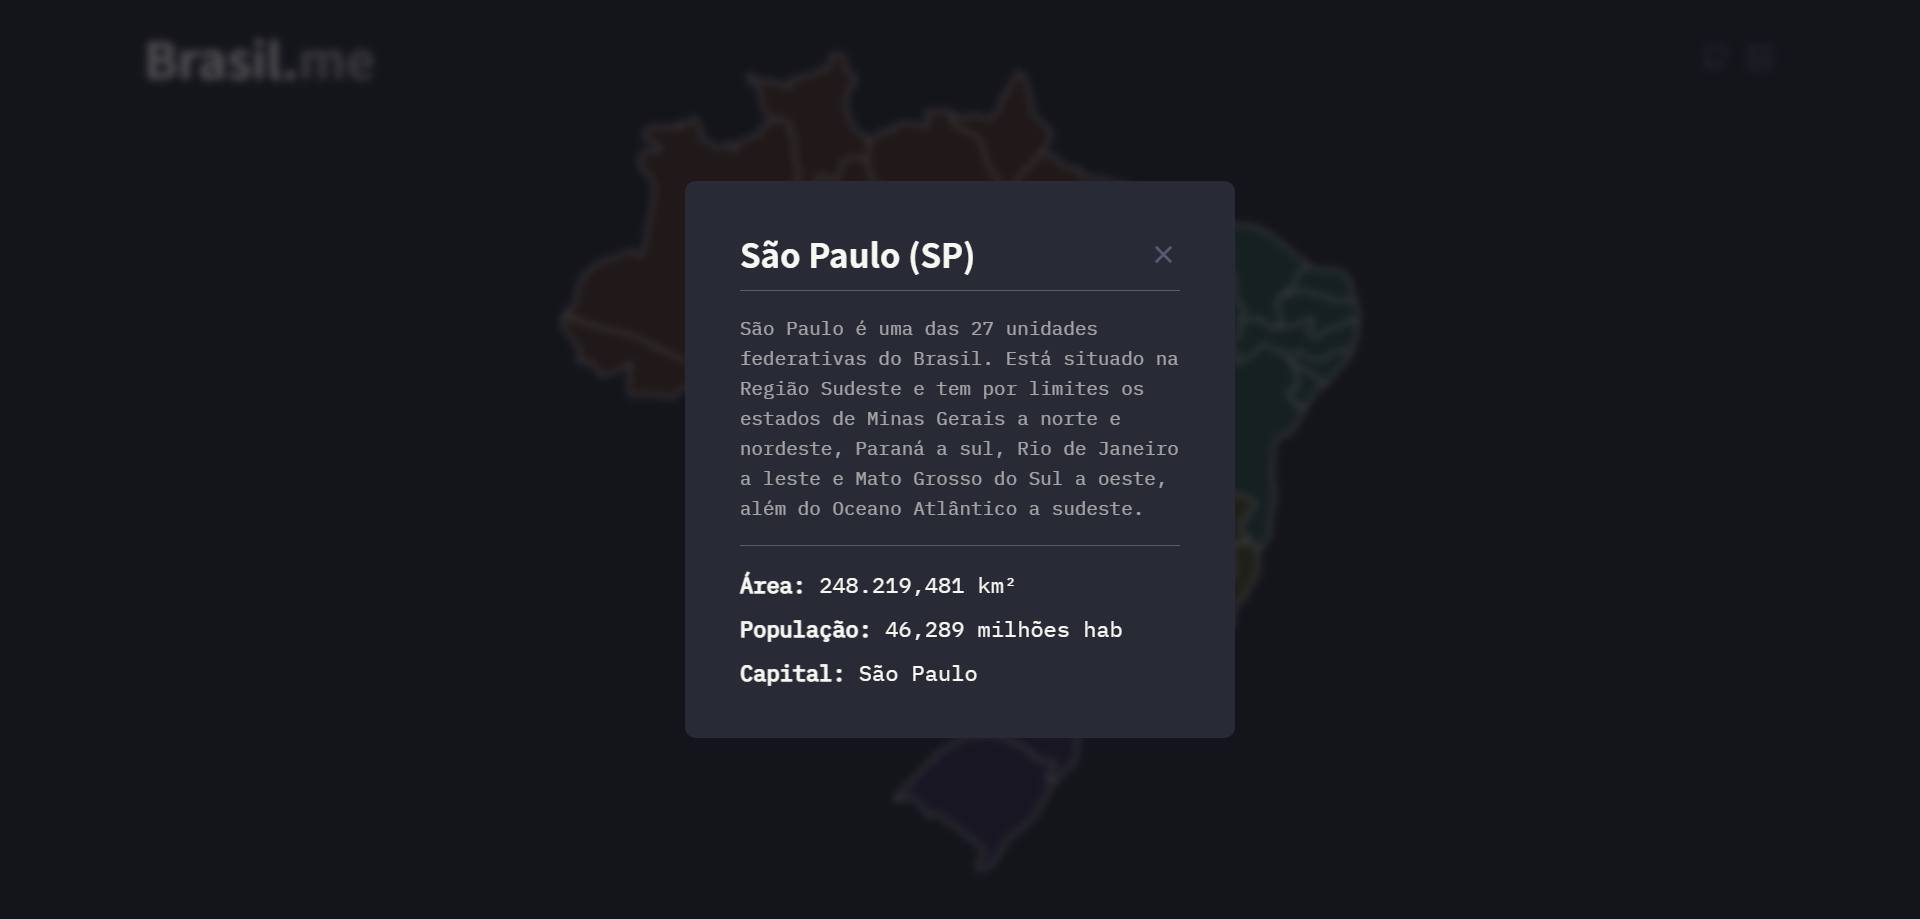 Brasil.me
São Paulo (SP)
São Paulo é uma das 27 unidades
federativas do Brasil. Está situado na
Região Sudeste e tem por limites os
estados de Minas Gerais a norte e
nordeste, Paraná a sul, Rio de Janeiro
a leste e Mato Grosso do Sul a oeste,
além do Oceano Atlântico a sudeste.
Área: 248.219,481 km²
População: 46,289 milhões hab
Capital: São Paulo